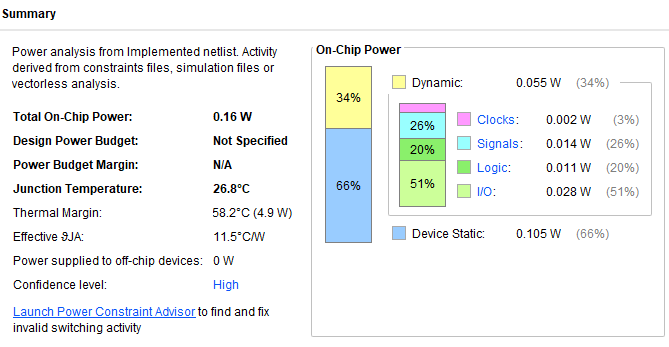 Summary
Power analysis from Implemented netlist. Activity
derived from constraints files, simulation files or
vectorless analysis.
Total On-Chip Power: 0.16 W
Design Power Budget: Not Specified
Power Budget Margin: N/A
Junction Temperature: 26.8°C
Thermal Margin: 58.2°C (4.9 W)
Effective ϑJA: 11.5°C/W
Power supplied to off-chip devices: 0 W
Confidence level: High
Launch Power Constraint Advisor to find and fix
invalid switching activity
On-Chip Power
34%
66%
Dynamic: 0.055 W (34%)
26%
20%
51%
Clocks: 0.002 W (3%)
Signals: 0.014 W (26%)
Logic: 0.011 W (20%)
I/O: 0.028 W (51%)
Device Static: 0.105 W (66%)